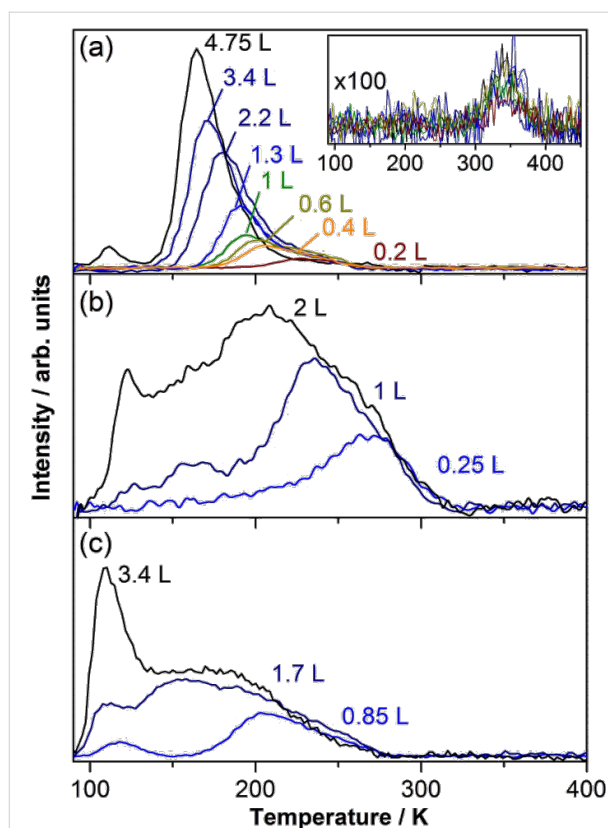 (a)
4.75 L
3.4 L
2.2 L
1.3 L
1 L
0.6 L
0.4 L
0.2 L
x100
100 200 300 400
(b)
2 L
1 L
0.25 L
Intensity / arb. units
(c)
3.4 L
1.7 L
0.85 L
100 200 300 400
Temperature / K